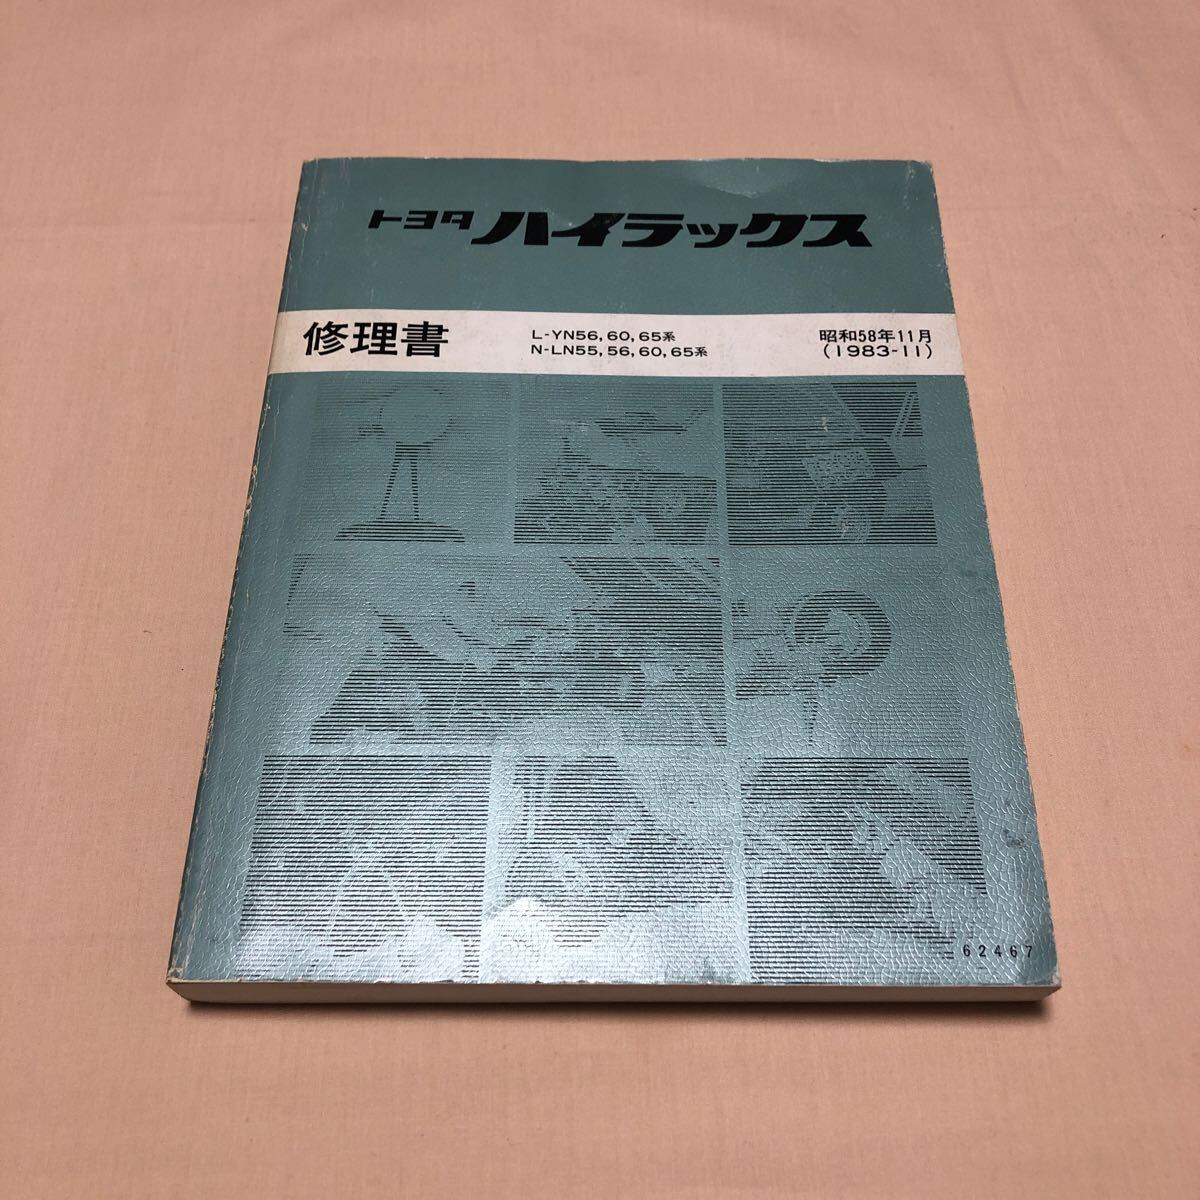 トヨタ ハイラックス
修理書
L-YN56, 60, 65系
N-LN55, 56, 60, 65系
昭和58年11月
(1983-11)
62467